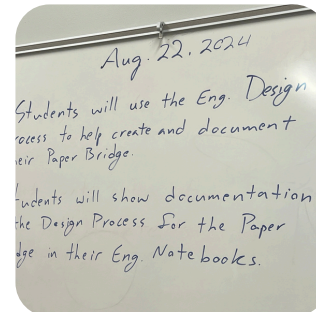 Aug. 22, 2024
Students will use the Eng. Design
rocess to help create and document
eir Paper Bridge.
tudents will show documentation
the Design Process for the Paper
dge in their Eng. Notebooks.